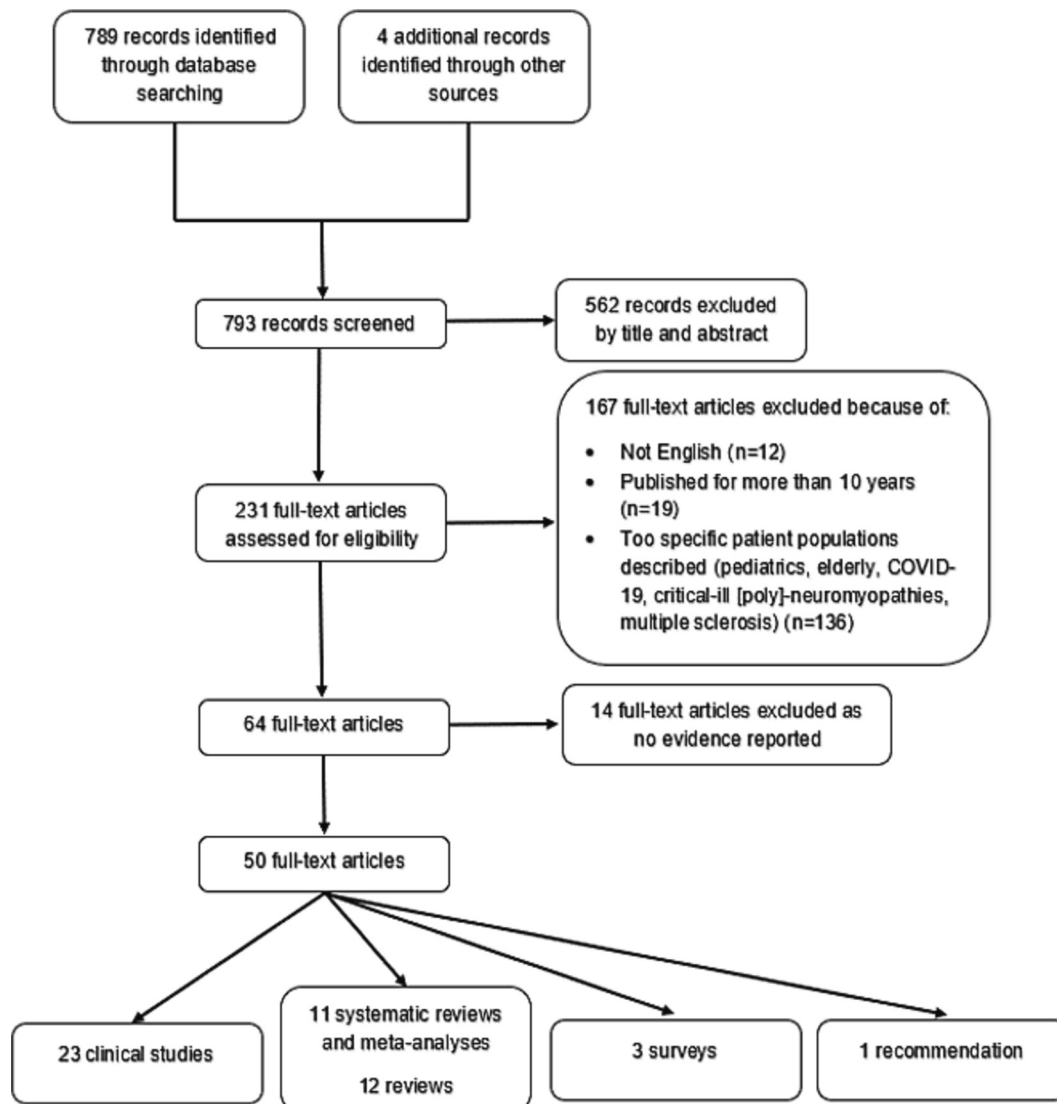 789 records identified
through database
searching
4 additional records
identified through other
sources
793 records screened
562 records excluded
by title and abstract
231 full-text articles
assessed for eligibility
167 full-text articles excluded because of:
• Not English (n=12)
• Published for more than 10 years
(n=19)
• Too specific patient populations
described (pediatrics, elderly, COVID-
19, critical-ill [poly]-neuromyopathies,
multiple sclerosis) (n=136)
64 full-text articles
14 full-text articles excluded as
no evidence reported
50 full-text articles
23 clinical studies
11 systematic reviews
and meta-analyses
12 reviews
3 surveys
1 recommendation